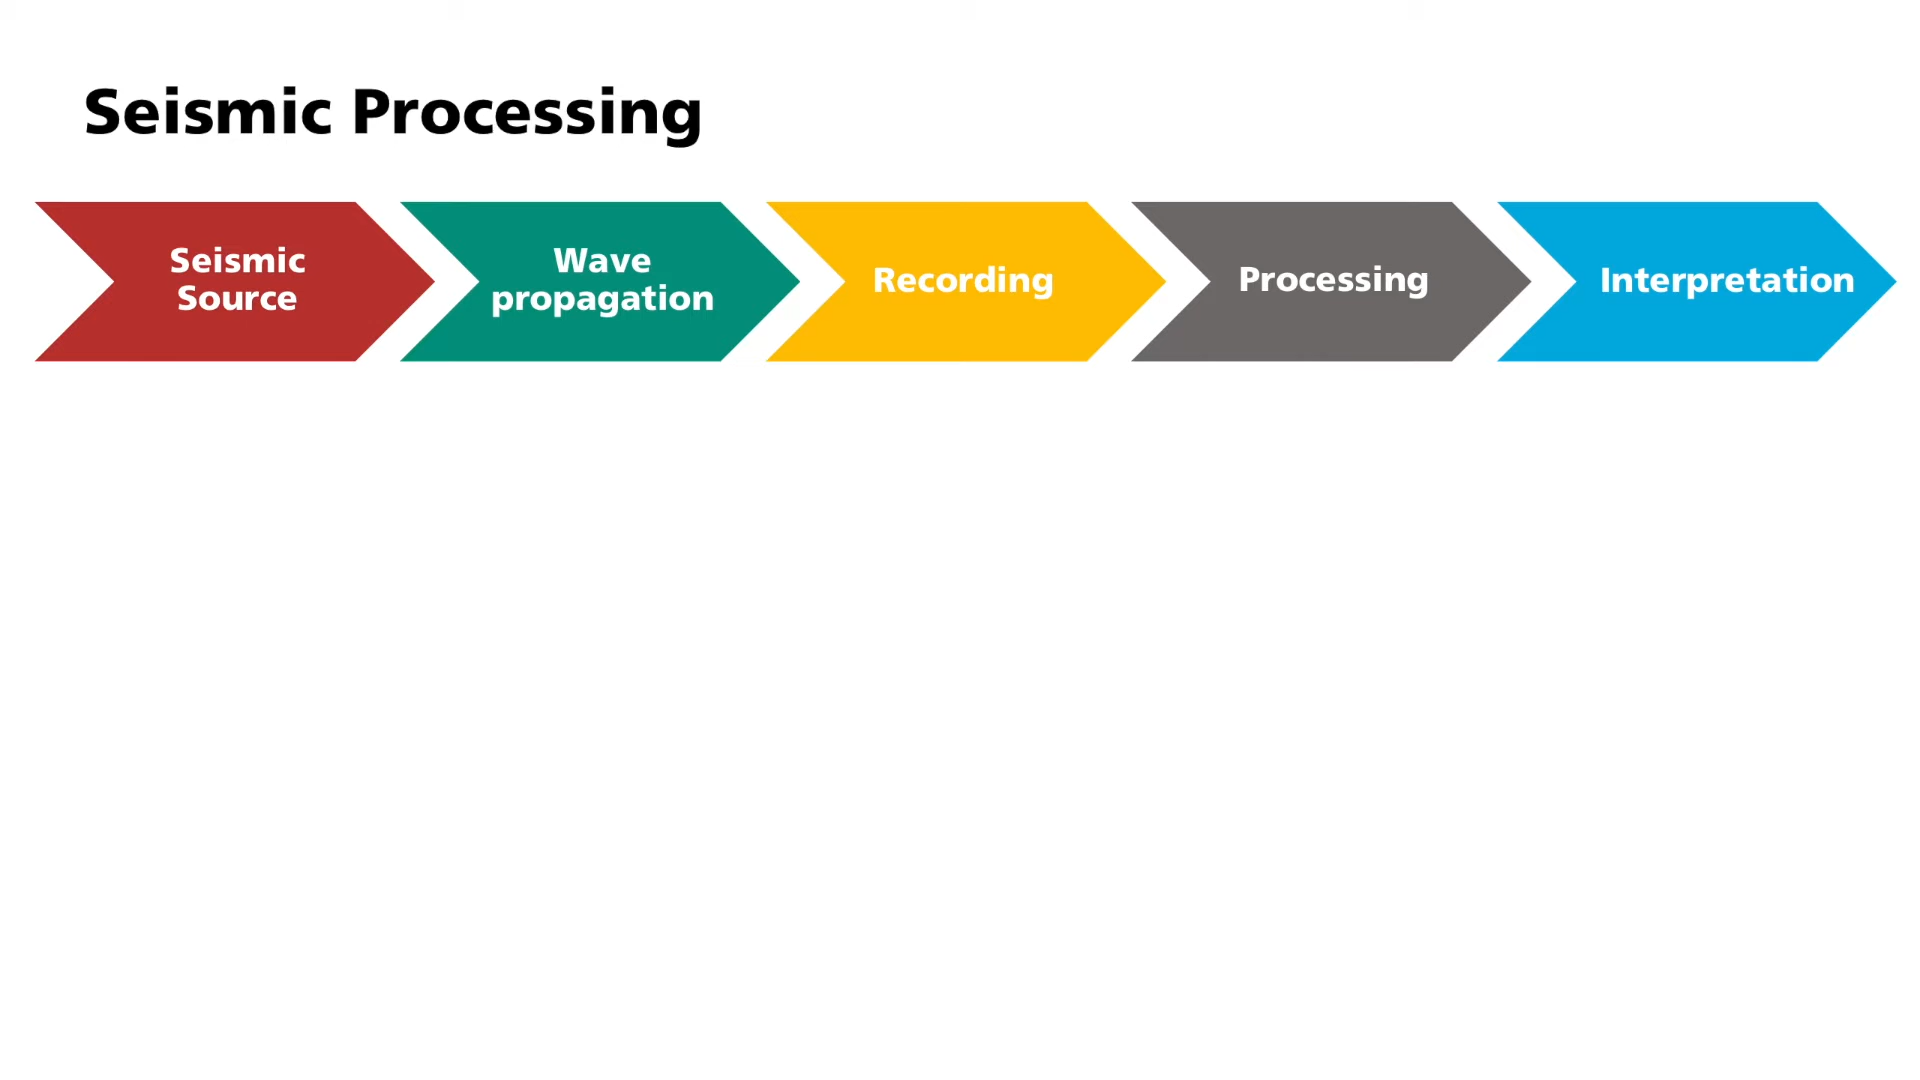 Seismic Processing
Seismic
Source
Wave
propagation
Recording
Processing
Interpretation